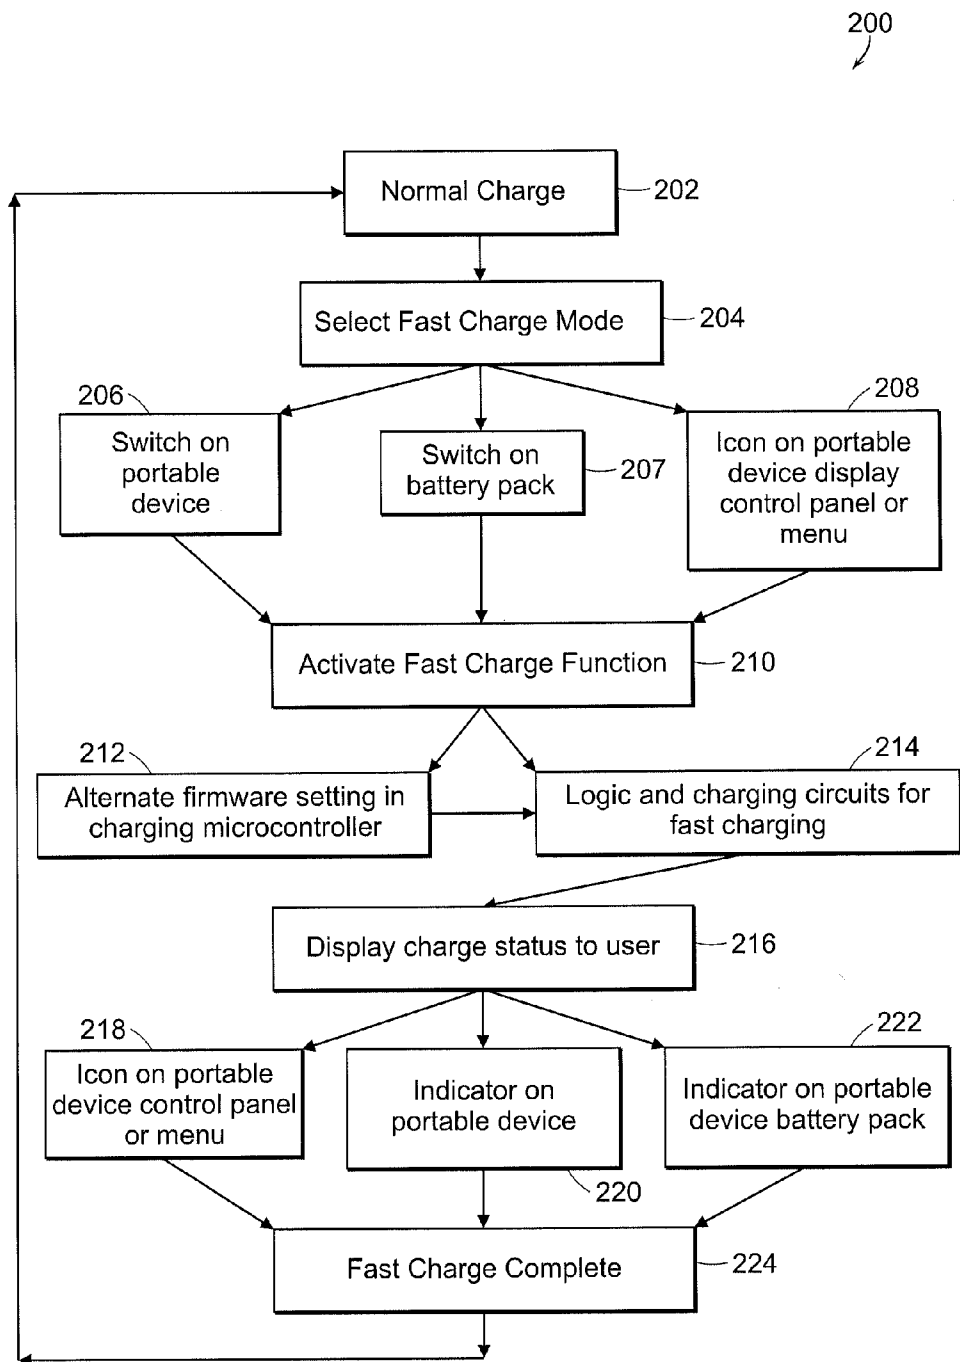 200
Normal Charge
202
Select Fast Charge Mode
204
206
Switch on
portable
device
Switch on
battery pack
207
208
Icon on portable
device display
control panel or
menu
Activate Fast Charge Function
210
212
Alternate firmware setting in
charging microcontroller
214
Logic and charging circuits for
fast charging
Display charge status to user
216
218
Icon on portable
device control panel
or menu
Indicator on
portable device
220
222
Indicator on portable
device battery pack
Fast Charge Complete
224